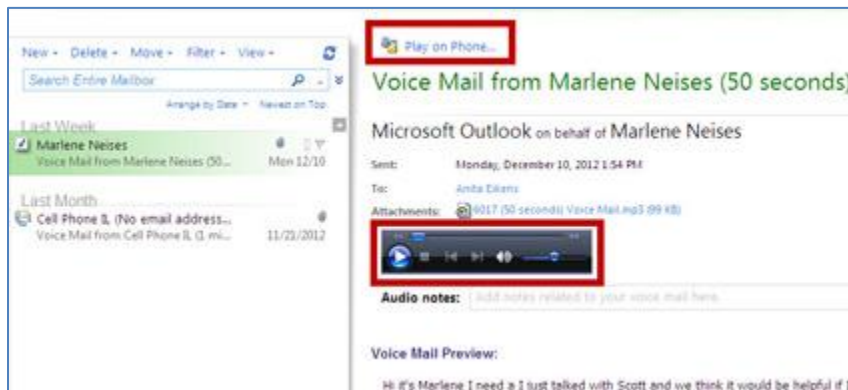 New - Delete - Move - Filter - View -
Search Entire Mailbox
Arrange by Date - Newest on Top
Last Week
Marlene Neises
Voice Mail from Marlene Neises (50... Mon 12/10
Last Month
Cell Phone IL (No email address...
Voice Mail from Cell Phone IL (1 mi... 11/21/2012
Play on Phone...
Voice Mail from Marlene Neises (50 seconds)
Microsoft Outlook on behalf of Marlene Neises
Sent: Monday, December 10, 2012 1:54 PM
To: Anita
Attachments: 6017 (50 seconds) Voice Mail.mp3 (99 KB)
Audio notes: Add notes related to your voice mail here.
Voice Mail Preview:
Hi it's Marlene I need a I just talked with Scott and we think it would be helpful if